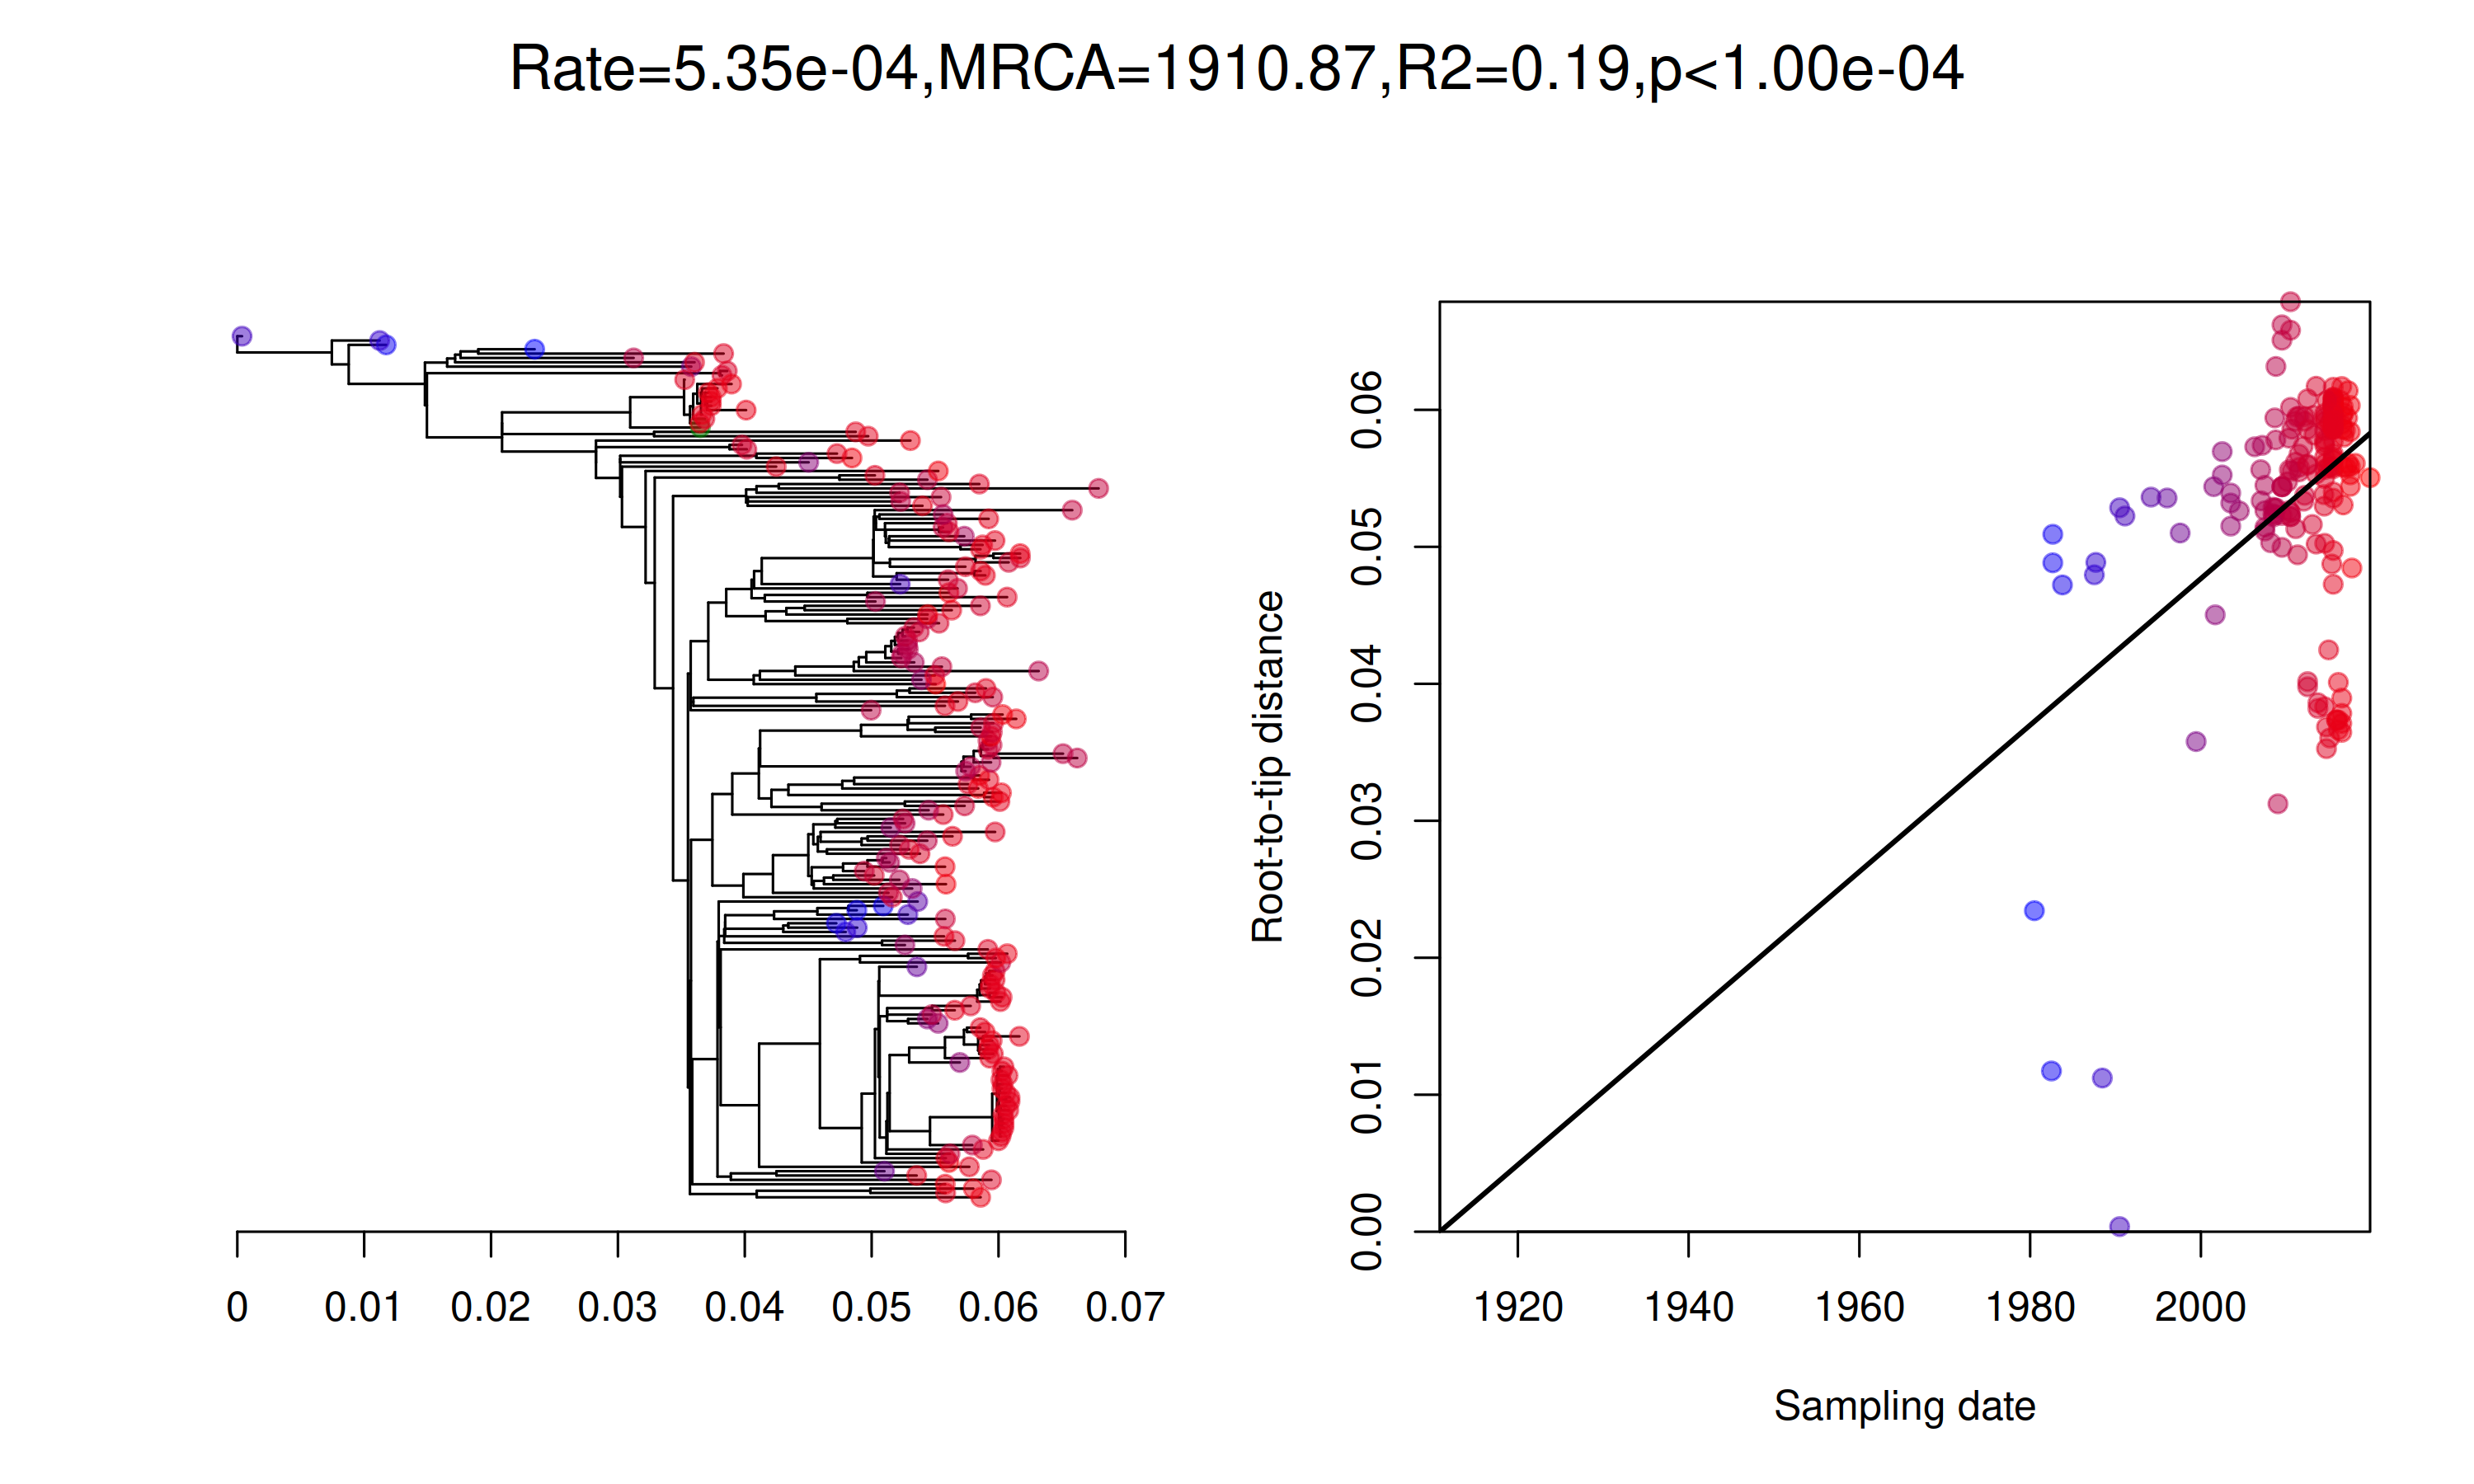 Rate=5.35e-04,MRCA=1910.87,R2=0.19,p<1.00e-04
0 0.01 0.02 0.03 0.04 0.05 0.06 0.07
Root-to-tip distance
0.00 0.01 0.02 0.03 0.04 0.05 0.06
1920 1940 1960 1980 2000
Sampling date